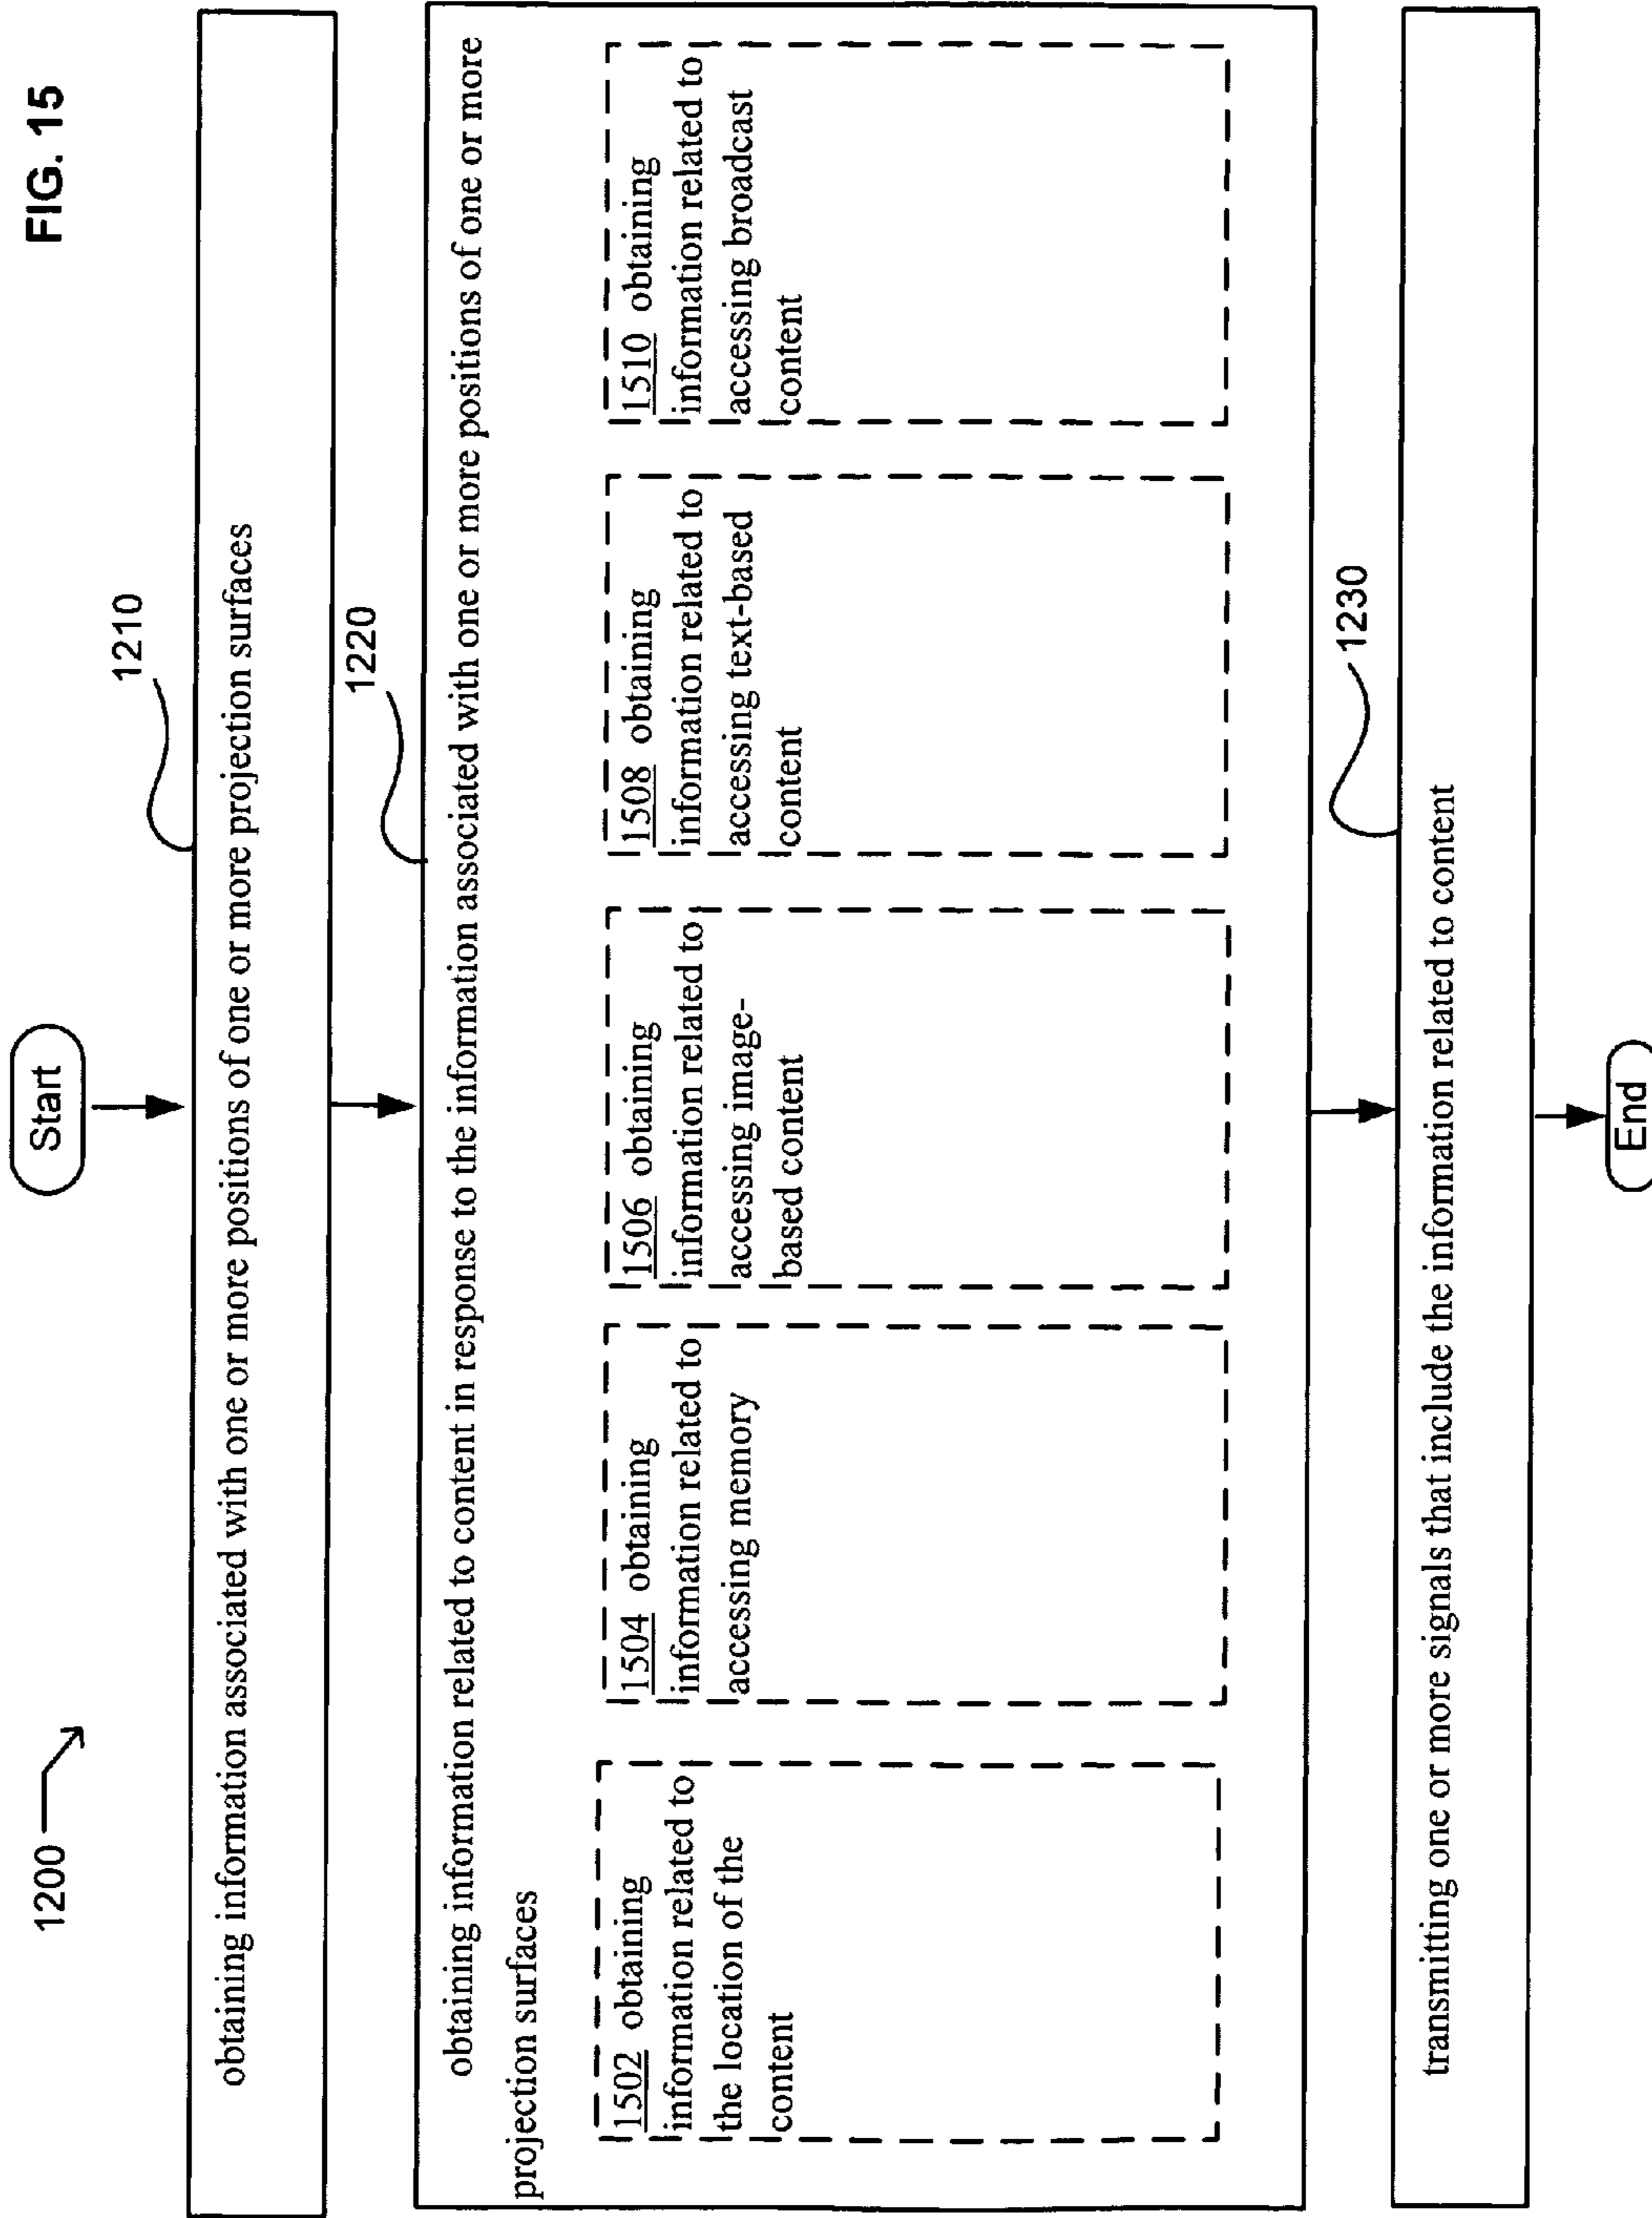 FIG. 15
1200
Start
1210
obtaining information associated with one or more positions of one or more projection surfaces
1220
obtaining information related to content in response to the information associated with one or more positions of one or more
projection surfaces
1502 obtaining
information related to
the location of the
content
1504 obtaining
information related to
accessing memory
1506 obtaining
information related to
accessing image-
based content
1508 obtaining
information related to
accessing text-based
content
1510 obtaining
information related to
accessing broadcast
content
1230
transmitting one or more signals that include the information related to content
End